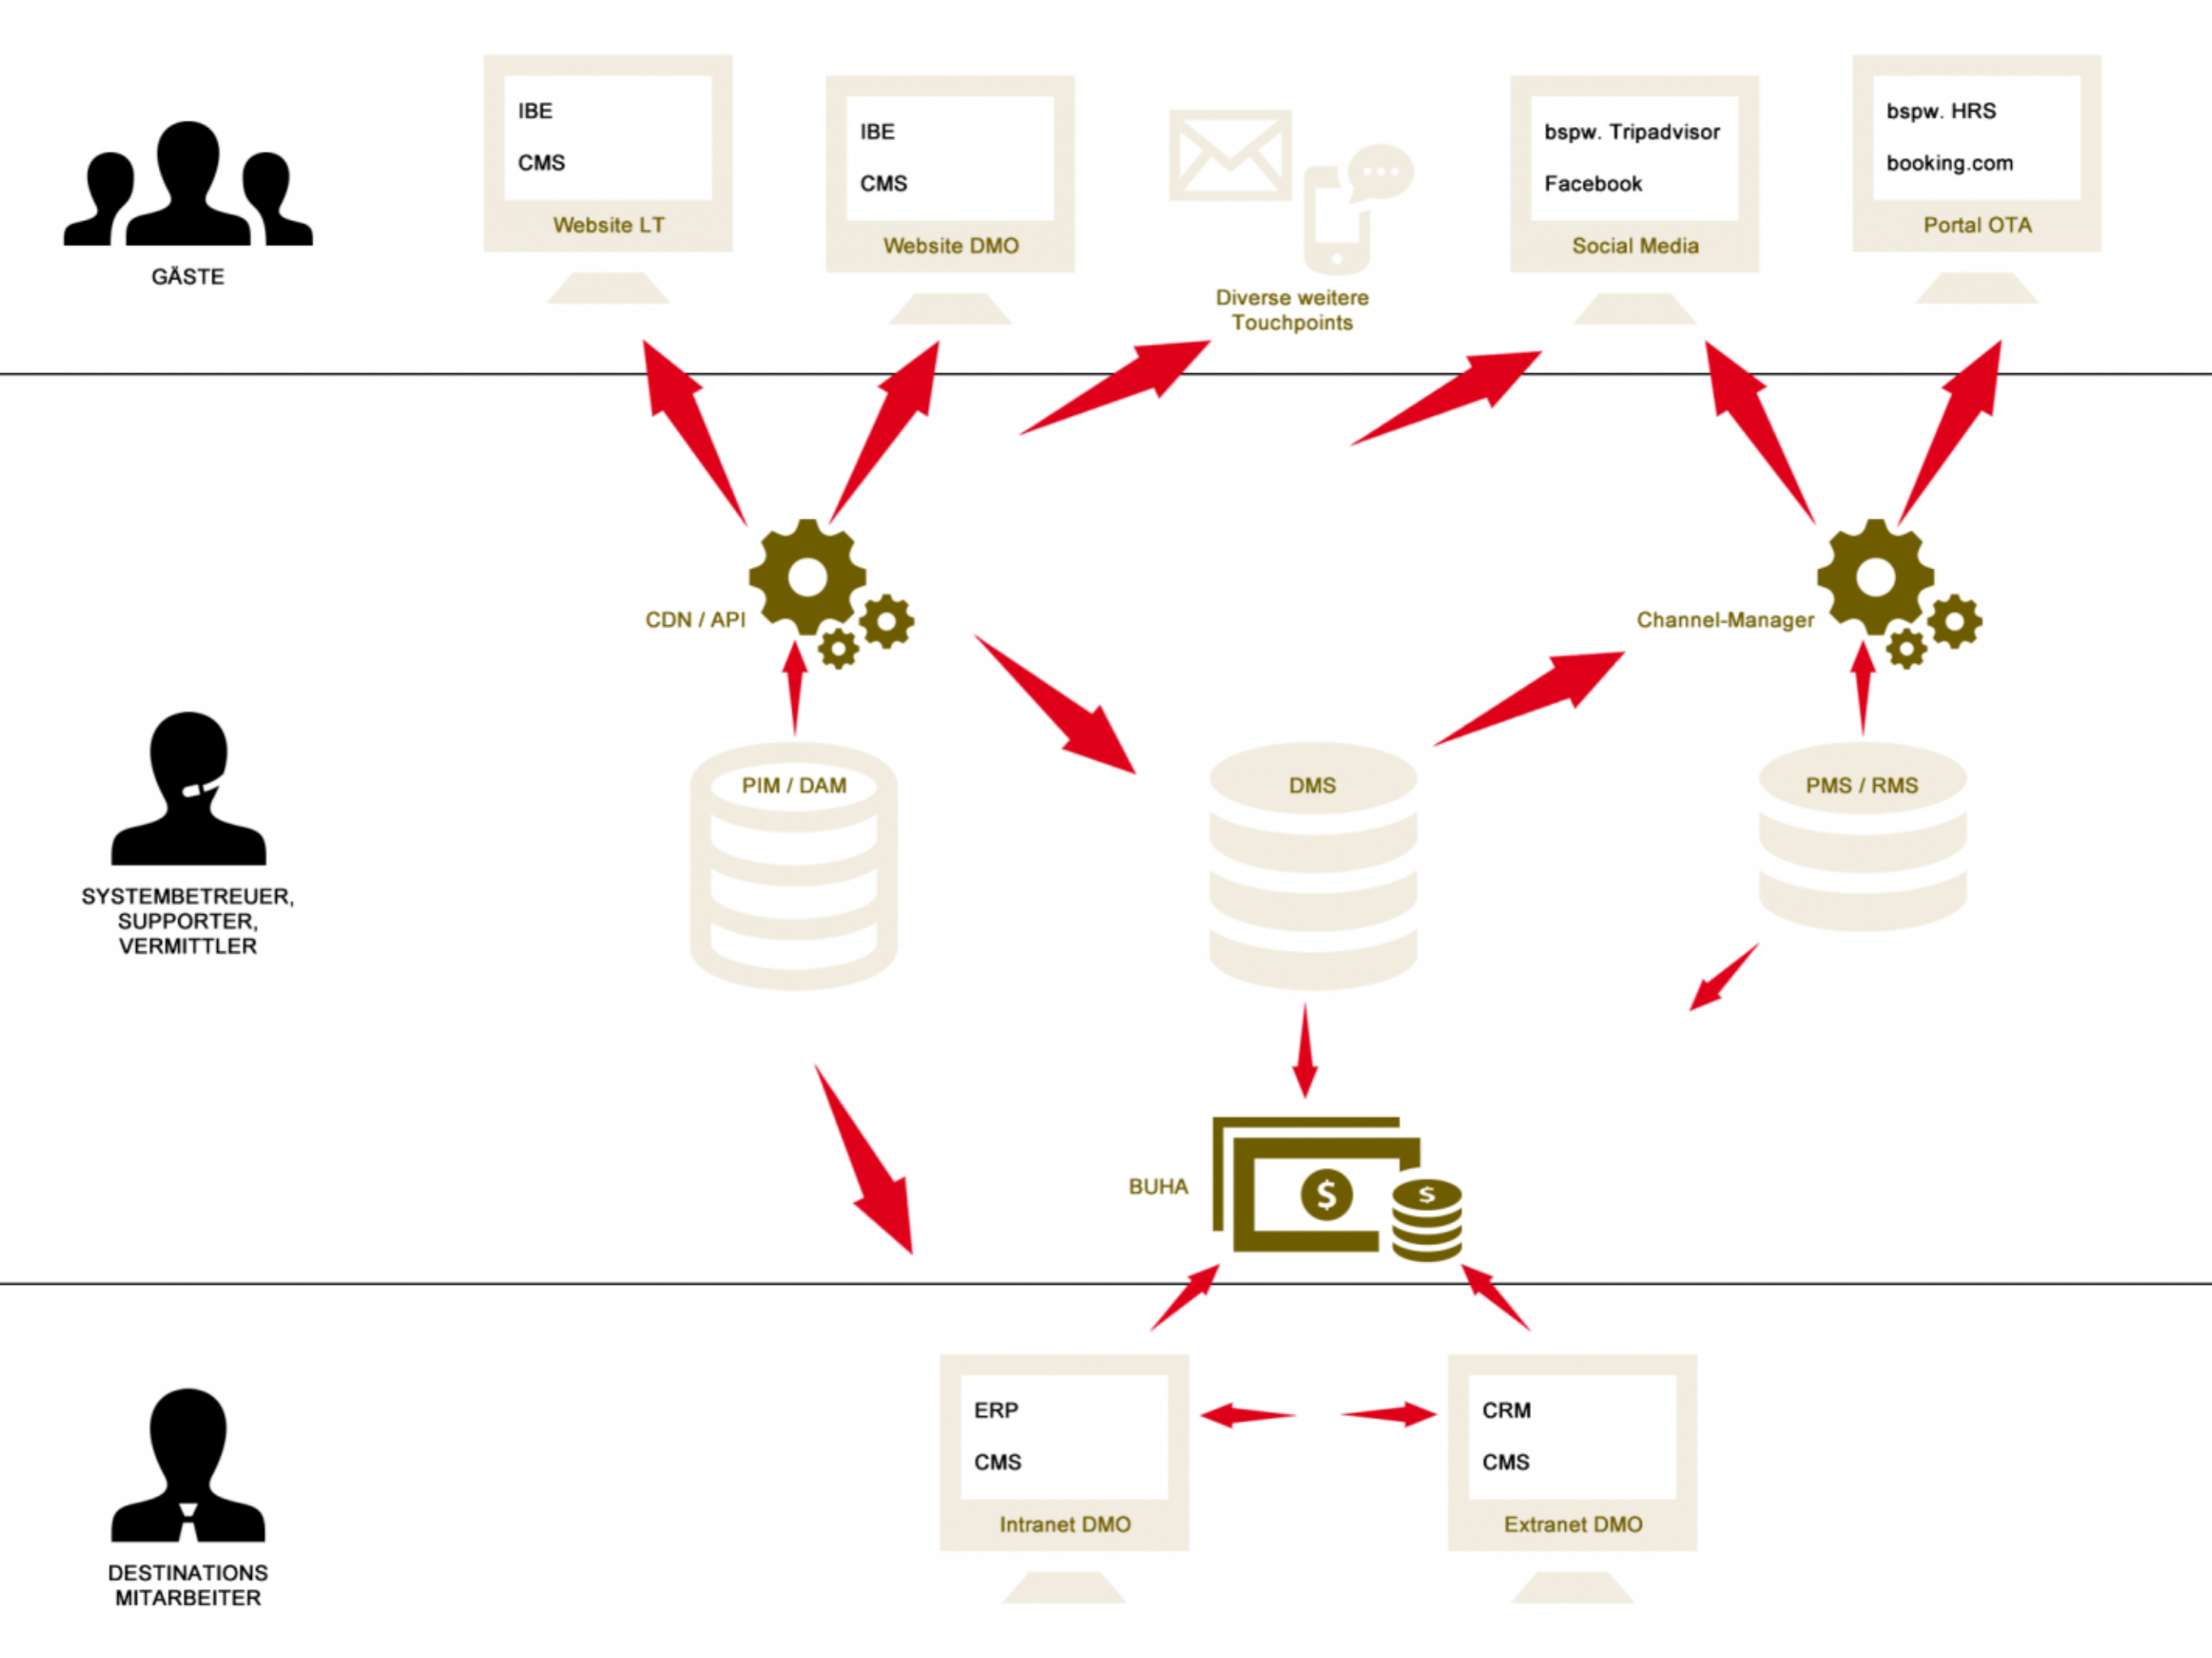 GÄSTE
IBE
CMS
Website LT
IBE
CMS
Website DMO
Diverse weitere
Touchpoints
bspw. Tripadvisor
Facebook
Social Media
bspw. HRS
booking.com
Portal OTA
SYSTEMBETREUER,
SUPPORTER,
VERMITTLER
CDN / API
Channel-Manager
PIM / DAM
DMS
PMS / RMS
BUHA
$
$
DESTINATIONS
MITARBEITER
ERP
CMS
Intranet DMO
CRM
CMS
Extranet DMO